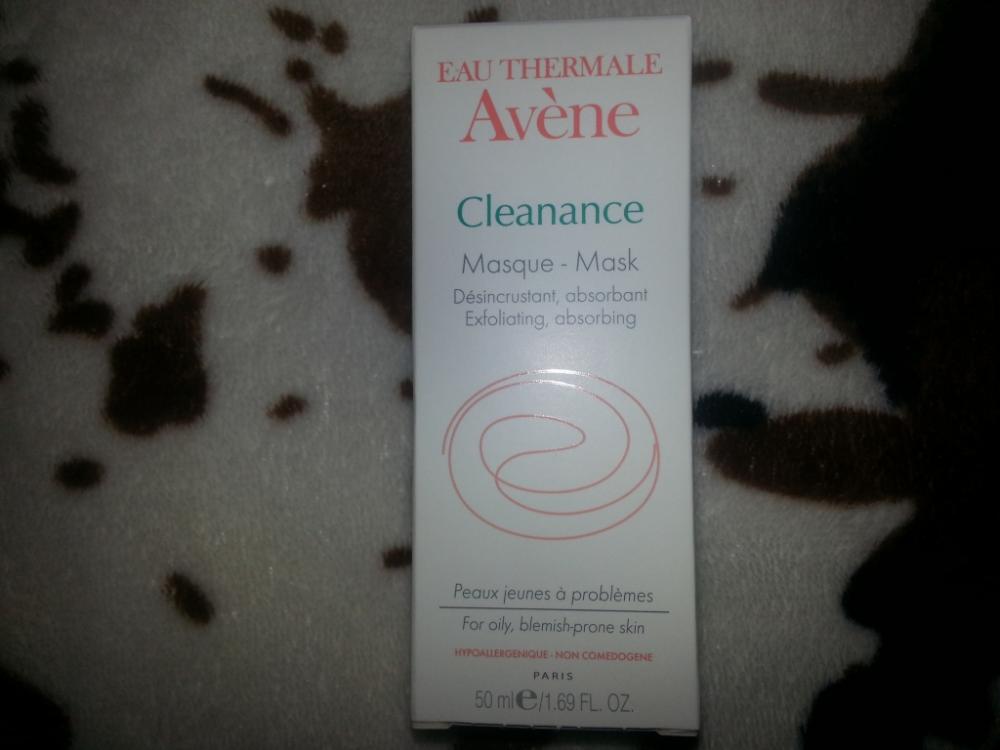 EAU THERMALE
Avène
Cleanance
Masque - Mask
Désincrustant, absorbant
Exfoliating, absorbing
Peaux jeunes à problèmes
For oily, blemish-prone skin
HYPOALLERGENIQUE - NON COMEDOGENE
PARIS
50 ml e/1.69 FL. OZ.